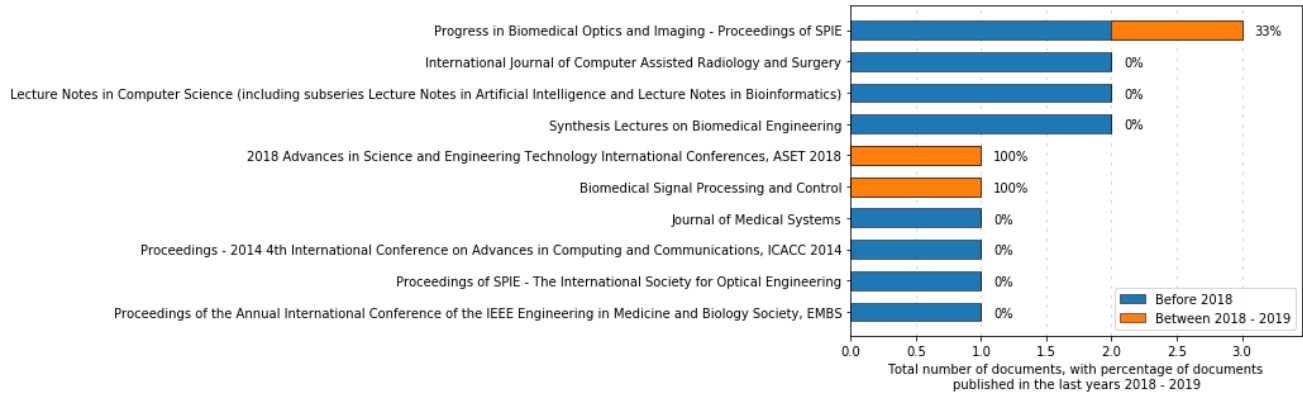 Progress in Biomedical Optics and Imaging - Proceedings of SPIE
33%
International Journal of Computer Assisted Radiology and Surgery
0%
Lecture Notes in Computer Science (including subseries Lecture Notes in Artificial Intelligence and Lecture Notes in Bioinformatics)
0%
Synthesis Lectures on Biomedical Engineering
0%
2018 Advances in Science and Engineering Technology International Conferences, ASET 2018
100%
Biomedical Signal Processing and Control
100%
Journal of Medical Systems
0%
Proceedings - 2014 4th International Conference on Advances in Computing and Communications, ICACC 2014
0%
Proceedings of SPIE - The International Society for Optical Engineering
0%
Proceedings of the Annual International Conference of the IEEE Engineering in Medicine and Biology Society, EMBS
0%
Before 2018
Between 2018 - 2019
0.0 0.5 1.0 1.5 2.0 2.5 3.0
Total number of documents, with percentage of documents
published in the last years 2018 - 2019